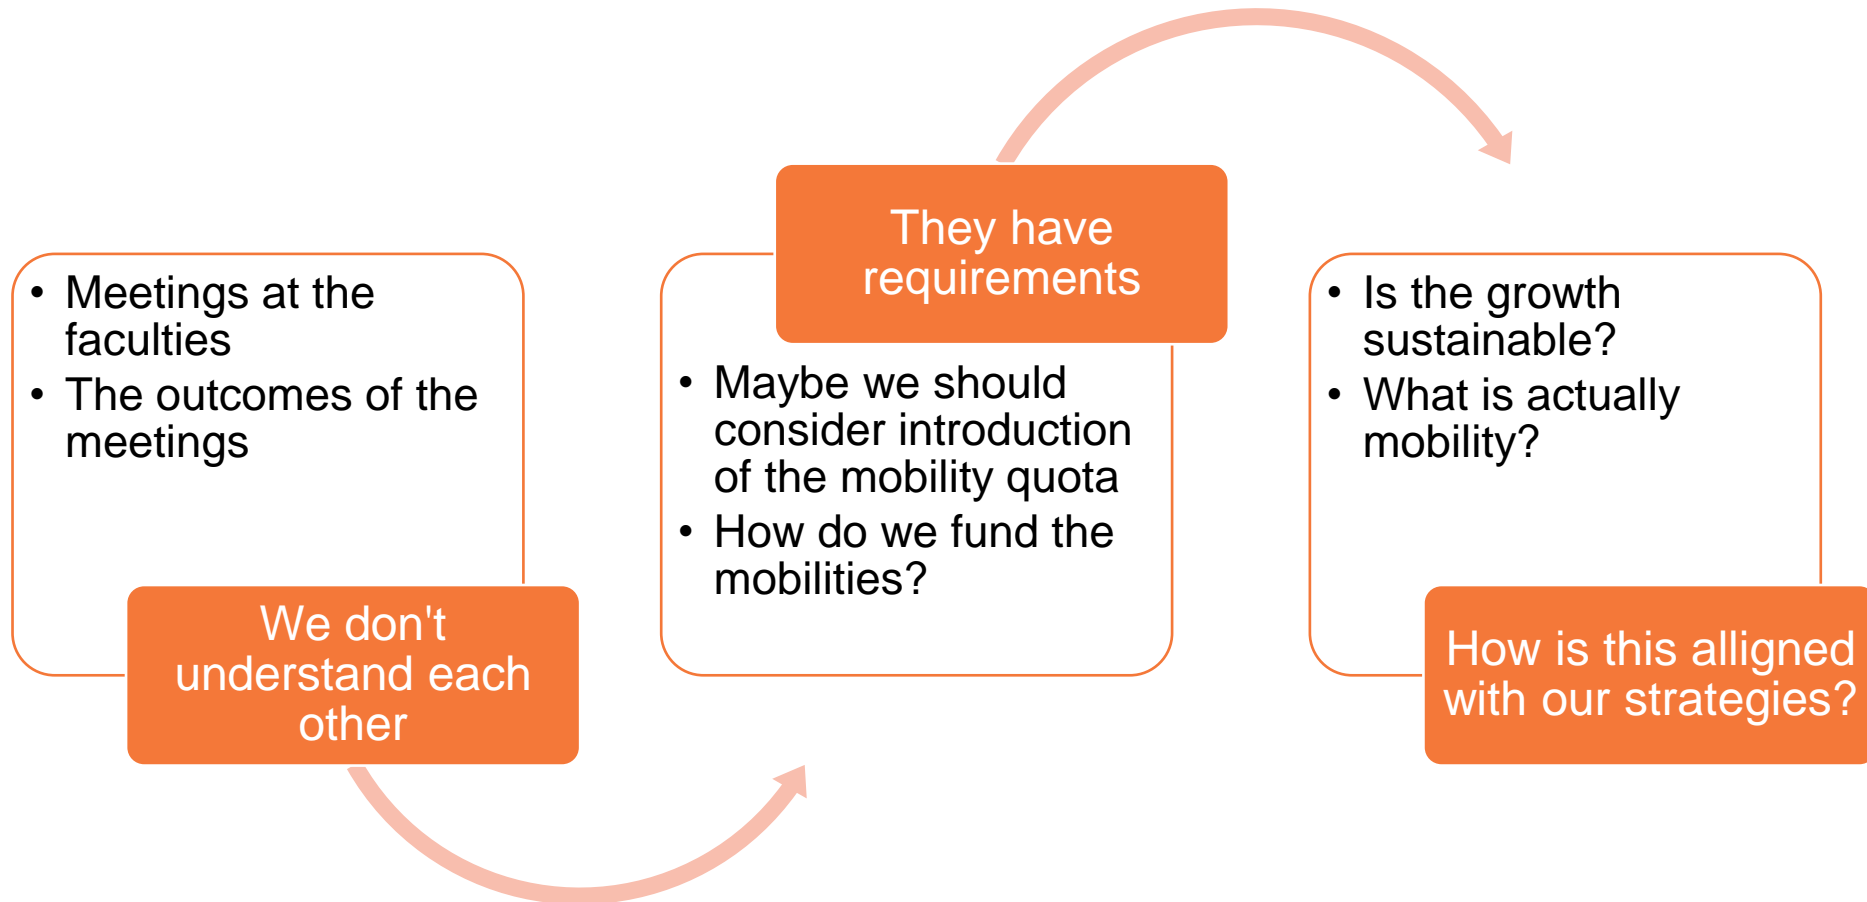 • Meetings at the
faculties
• The outcomes of the
meetings
We don't
understand each
other
They have
requirements
• Maybe we should
consider introduction
of the mobility quota
• How do we fund the
mobilities?
• Is the growth
sustainable?
• What is actually
mobility?
How is this alligned
with our strategies?